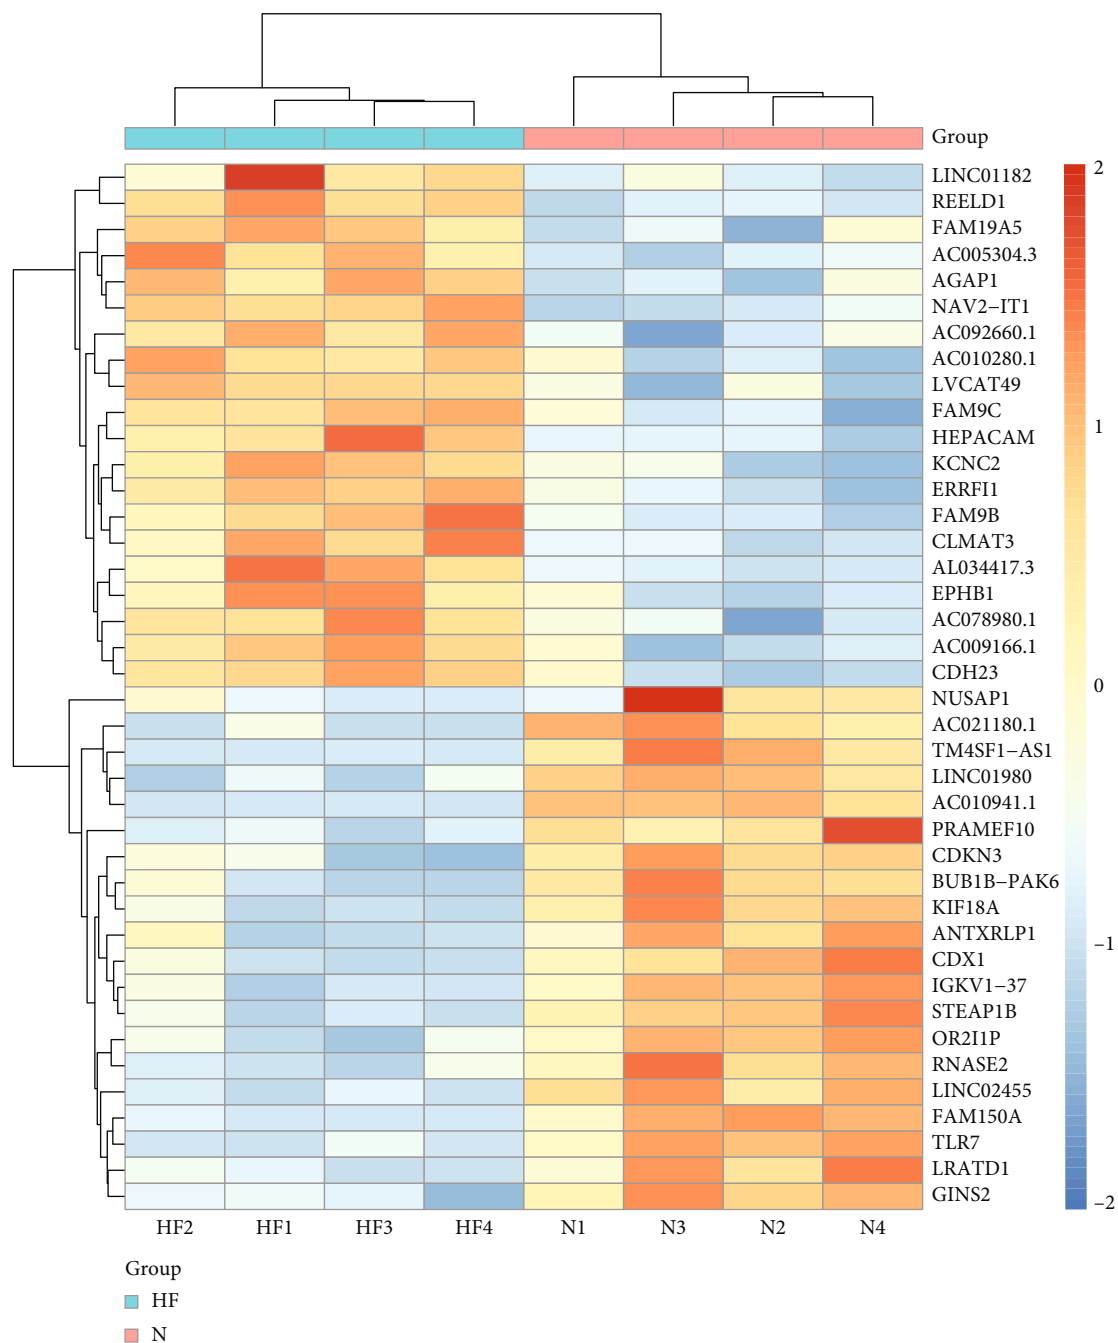 Group
LINC01182
2
REELD1
FAM19A5
AC005304.3
AGAP1
NAV2−IT1
AC092660.1
AC010280.1
LVCAT49
FAM9C
1
HEPACAM
KCNC2
ERRFI1
FAM9B
CLMAT3
AL034417.3
EPHB1
AC078980.1
AC009166.1
CDH23
0
NUSAP1
AC021180.1
TM4SF1−AS1
LINC01980
AC010941.1
PRAMEF10
CDKN3
BUB1B−PAK6
KIF18A
ANTXRLP1
−1
CDX1
IGKV1−37
STEAP1B
OR2I1P
RNASE2
LINC02455
FAM150A
TLR7
LRATD1
GINS2
−2
HF2 HF1 HF3 HF4 N1 N3 N2 N4
Group
HF
N